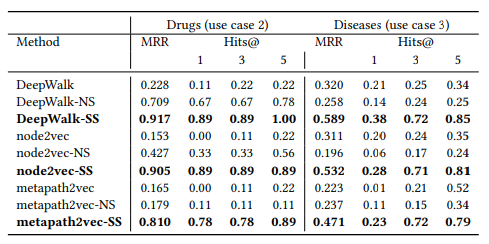 Drugs (use case 2) Diseases (use case 3)
Method MRR Hits@ MRR Hits@
1 3 5 1 3 5
DeepWalk 0.228 0.11 0.22 0.22 0.320 0.21 0.25 0.34
DeepWalk-NS 0.709 0.67 0.67 0.78 0.258 0.14 0.24 0.25
DeepWalk-SS 0.917 0.89 0.89 1.00 0.589 0.38 0.72 0.85
node2vec 0.153 0.00 0.11 0.22 0.311 0.20 0.24 0.35
node2vec-NS 0.427 0.33 0.33 0.56 0.196 0.06 0.17 0.24
node2vec-SS 0.905 0.89 0.89 0.89 0.532 0.28 0.71 0.81
metapath2vec 0.165 0.00 0.11 0.22 0.223 0.01 0.21 0.52
metapath2vec-NS 0.179 0.11 0.11 0.11 0.237 0.11 0.15 0.34
metapath2vec-SS 0.810 0.78 0.78 0.89 0.471 0.23 0.72 0.79